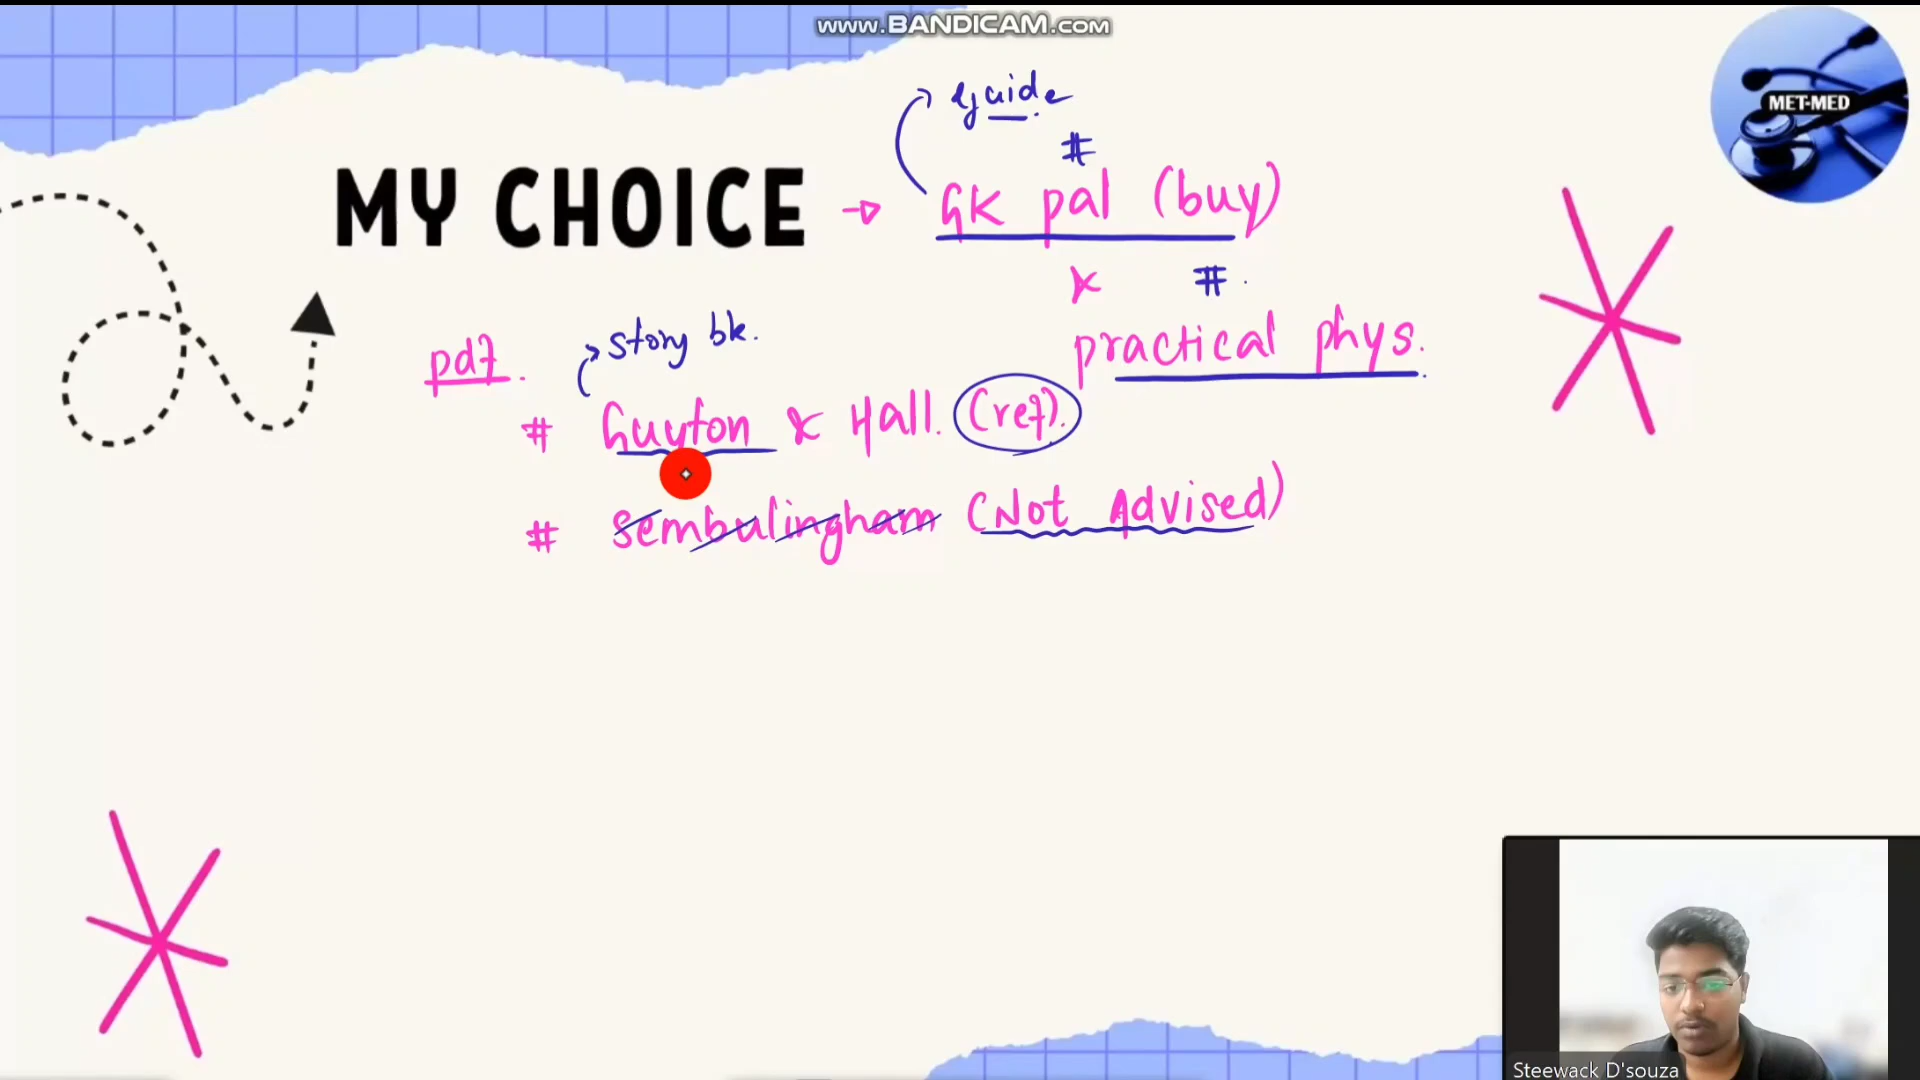 www.BANDICAM.com
MET-MED
guide
#
MY CHOICE → GK pal (buy)
& #
practical phys.
pdf.
story bk.
# Guyton & Hall. (ref).
# sembulingham (Not Advised)
Steewack D'souza